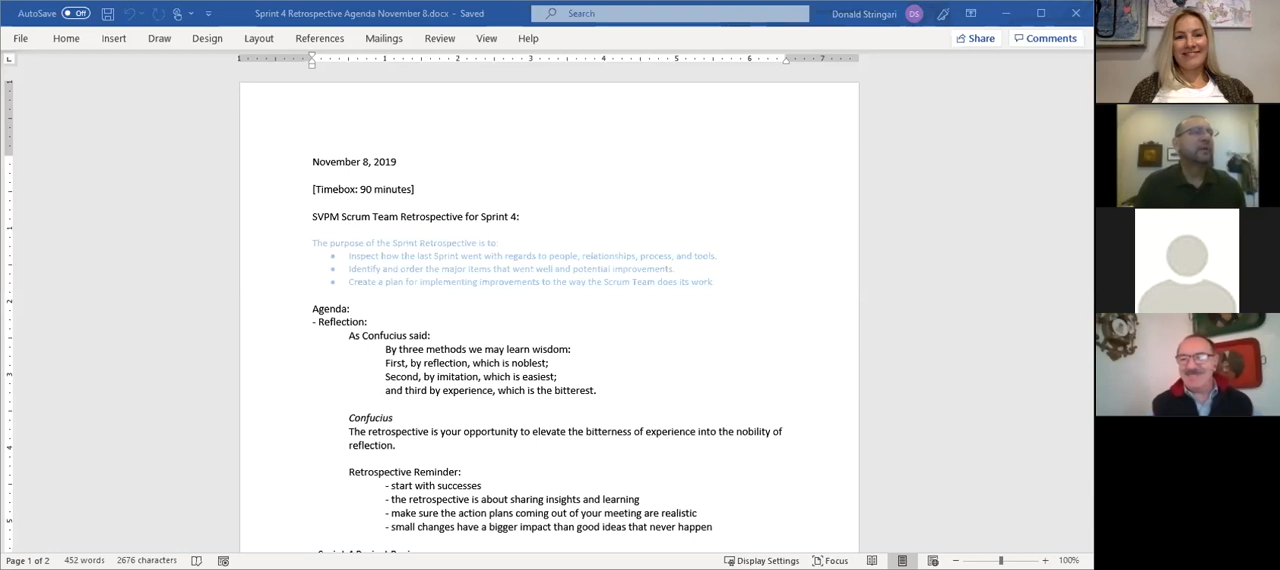 AutoSave Off Sprint 4 Retrospective Agenda November 8.docx - Saved Search Donald Stringari DS
File Home Insert Draw Design Layout References Mailings Review View Help Share Comments
1 1 2 3 4 5 6 7
November 8, 2019
[Timebox: 90 minutes]
SVPM Scrum Team Retrospective for Sprint 4:
The purpose of the Sprint Retrospective is to:
• Inspect how the last Sprint went with regards to people, relationships, process, and tools.
• Identify and order the major items that went well and potential improvements.
• Create a plan for implementing improvements to the way the Scrum Team does its work.
Agenda:
- Reflection:
As Confucius said:
By three methods we may learn wisdom:
First, by reflection, which is noblest;
Second, by imitation, which is easiest;
and third by experience, which is the bitterest.
Confucius
The retrospective is your opportunity to elevate the bitterness of experience into the nobility of
reflection.
Retrospective Reminder:
- start with successes
- the retrospective is about sharing insights and learning
- make sure the action plans coming out of your meeting are realistic
- small changes have a bigger impact than good ideas that never happen
Page 1 of 2 452 words 2676 characters Display Settings Focus 100%